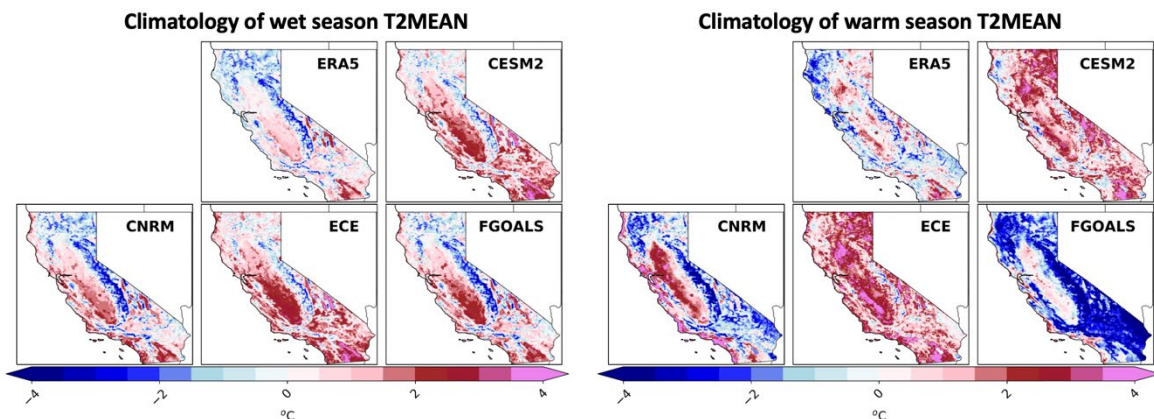 Climatology of wet season T2MEAN
ERA5
CESM2
CNRM
ECE
FGOALS
−4
−2
0
2
4
°C
Climatology of warm season T2MEAN
ERA5
CESM2
CNRM
ECE
FGOALS
−4
−2
0
2
4
°C